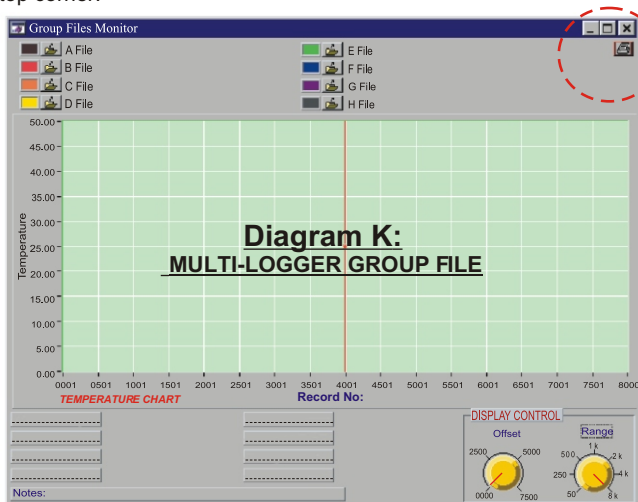 top corner.
Group Files Monitor
A File
B File
C File
D File
E File
F File
G File
H File
50.00
45.00
40.00
35.00
30.00
25.00
20.00
15.00
10.00
5.00
0.00
Temperature
Diagram K:
MULTI-LOGGER GROUP FILE
0001 0501 1001 1501 2001 2501 3001 3501 4001 4501 5001 5501 6001 6501 7001 7501 8000
TEMPERATURE CHART
Record No:
DISPLAY CONTROL
Offset
2500 5000
0000 7500
Range
1 k
500 2 k
250 4 k
50 8 k
Notes: